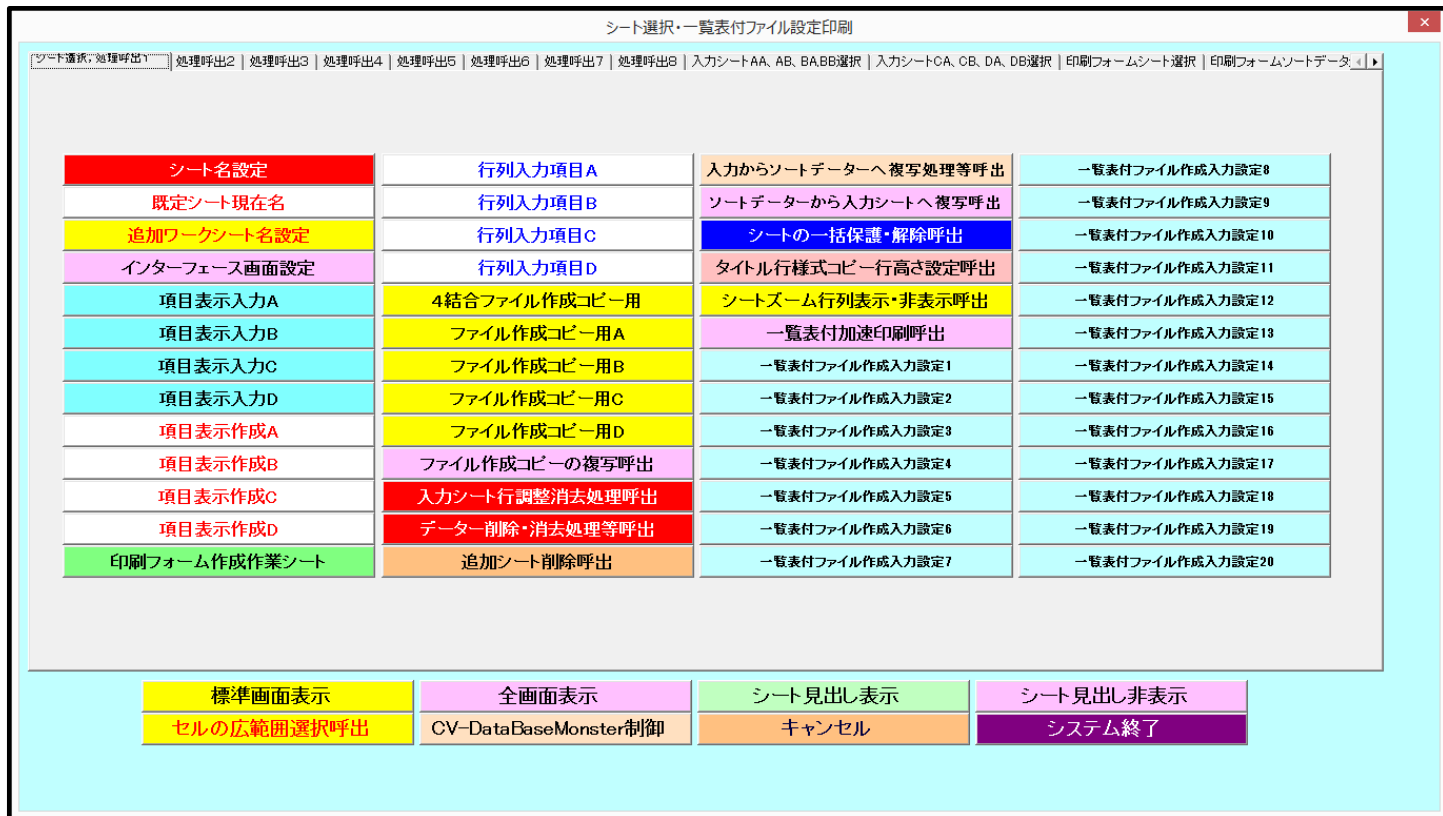 シート選択・一覧表付ファイル設定印刷
シート選択，処理呼出1 処理呼出2 処理呼出3 処理呼出4 処理呼出5 処理呼出6 処理呼出7 処理呼出8 入力シートAA、AB、BA,BB選択 入力シートCA、CB、DA、DB選択 印刷フォームシート選択 印刷フォームソートデータ
シート名設定 行列入力項目A 入力からソートデーターへ複写処理等呼出 一覧表付ファイル作成入力設定8
既定シート現在名 行列入力項目B ソートデーターから入力シートへ複写呼出 一覧表付ファイル作成入力設定9
追加ワークシート名設定 行列入力項目C シートの一括保護・解除呼出 一覧表付ファイル作成入力設定10
インターフェース画面設定 行列入力項目D タイトル行様式コピー行高さ設定呼出 一覧表付ファイル作成入力設定11
項目表示入力A 4結合ファイル作成コピー用 シートズーム行列表示・非表示呼出 一覧表付ファイル作成入力設定12
項目表示入力B ファイル作成コピー用A 一覧表付加速印刷呼出 一覧表付ファイル作成入力設定13
項目表示入力C ファイル作成コピー用B 一覧表付ファイル作成入力設定1 一覧表付ファイル作成入力設定14
項目表示入力D ファイル作成コピー用C 一覧表付ファイル作成入力設定2 一覧表付ファイル作成入力設定15
項目表示作成A ファイル作成コピー用D 一覧表付ファイル作成入力設定3 一覧表付ファイル作成入力設定16
項目表示作成B ファイル作成コピーの複写呼出 一覧表付ファイル作成入力設定4 一覧表付ファイル作成入力設定17
項目表示作成C 入力シート行調整消去処理呼出 一覧表付ファイル作成入力設定5 一覧表付ファイル作成入力設定18
項目表示作成D データー削除・消去処理等呼出 一覧表付ファイル作成入力設定6 一覧表付ファイル作成入力設定19
印刷フォーム作成作業シート 追加シート削除呼出 一覧表付ファイル作成入力設定7 一覧表付ファイル作成入力設定20
標準画面表示 全画面表示 シート見出し表示 シート見出し非表示
セルの広範囲選択呼出 CV-DataBaseMonster制御 キャンセル システム終了